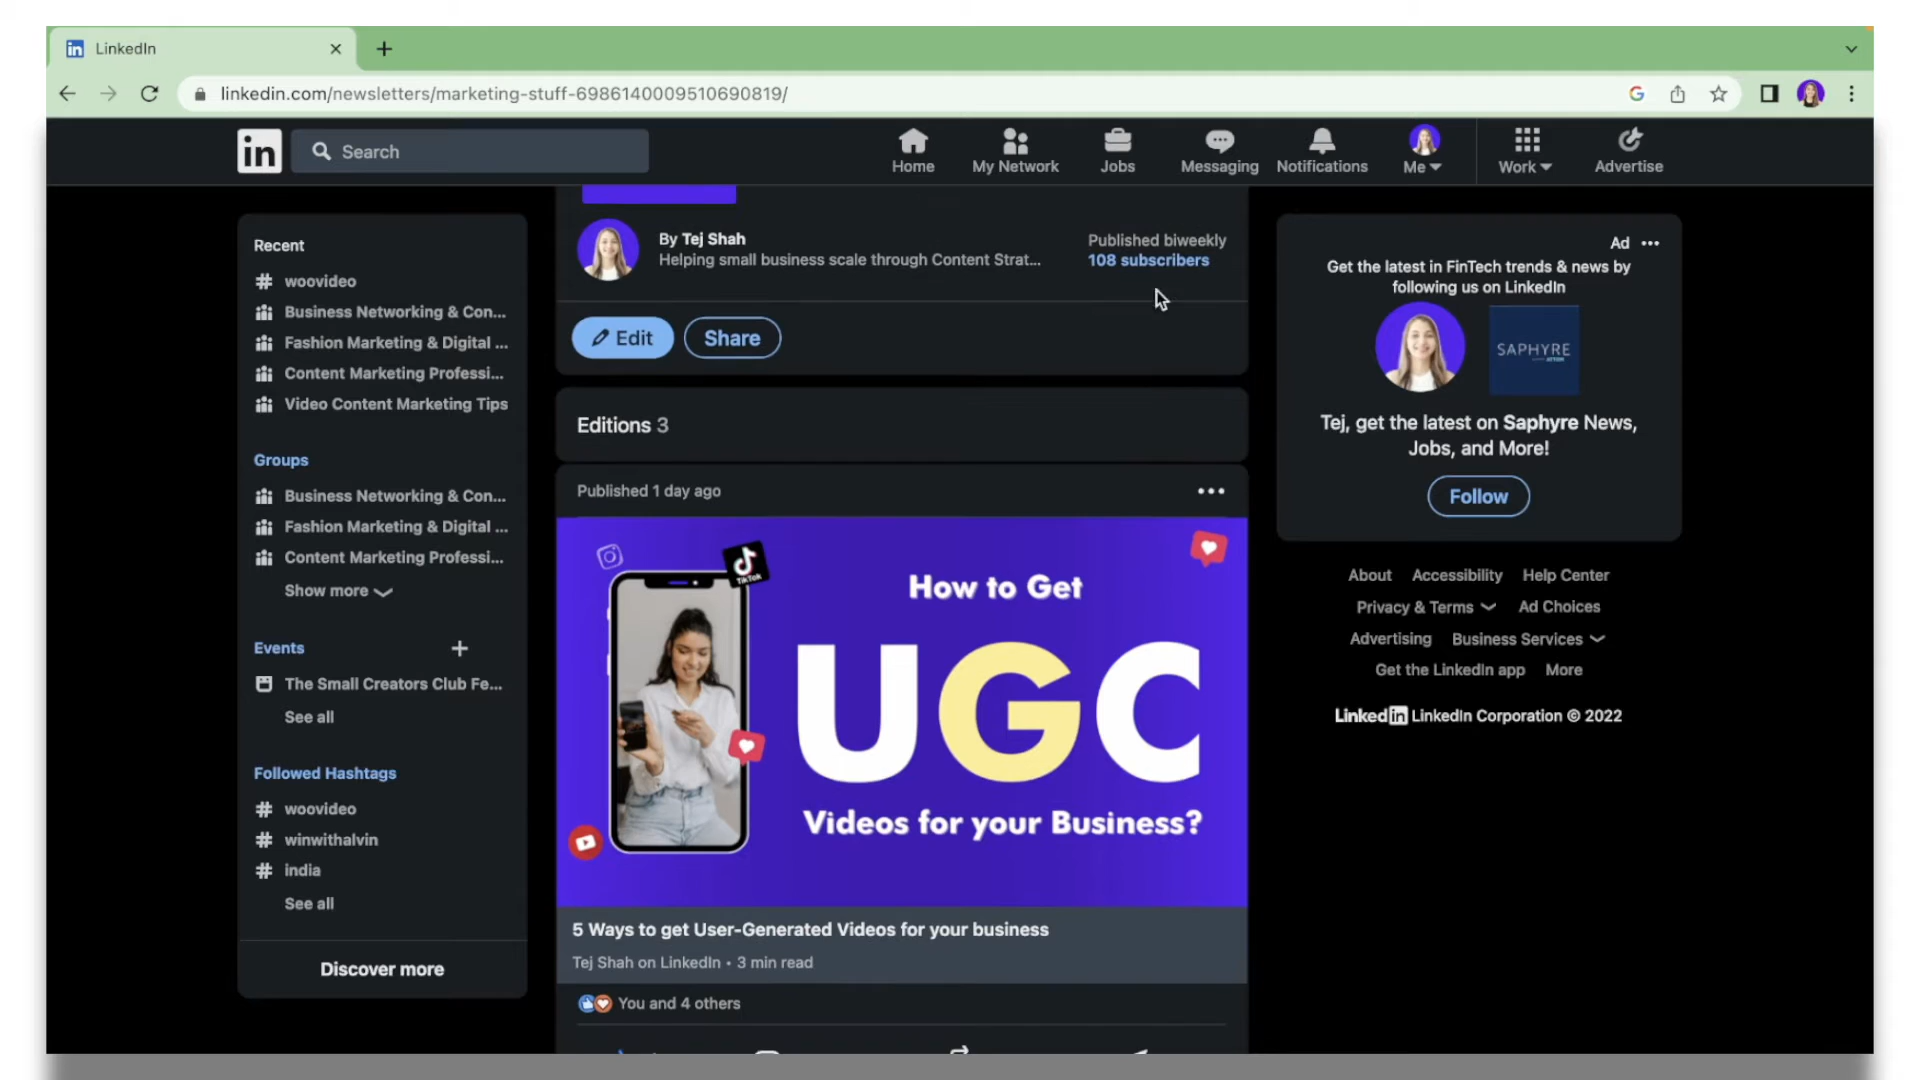 LinkedIn
linkedin.com/newsletters/marketing-stuff-6986140009510690819/
in
Search
Home
My Network
Jobs
Messaging
Notifications
Me
Work
Advertise
Recent
# woovideo
Business Networking & Con...
Fashion Marketing & Digital ...
Content Marketing Professi...
Video Content Marketing Tips
Groups
Business Networking & Con...
Fashion Marketing & Digital ...
Content Marketing Professi...
Show more
Events
The Small Creators Club Fe...
See all
Followed Hashtags
# woovideo
# winwithalvin
# india
See all
Discover more
By Tej Shah
Helping small business scale through Content Strat...
Published biweekly
108 subscribers
Edit
Share
Editions 3
Published 1 day ago
TikTok
How to Get
UGC
Videos for your Business?
5 Ways to get User-Generated Videos for your business
Tej Shah on LinkedIn • 3 min read
You and 4 others
Ad
Get the latest in FinTech trends & news by
following us on LinkedIn
SAPHYRE
Tej, get the latest on Saphyre News,
Jobs, and More!
Follow
About Accessibility Help Center
Privacy & Terms Ad Choices
Advertising Business Services
Get the LinkedIn app More
LinkedIn LinkedIn Corporation © 2022